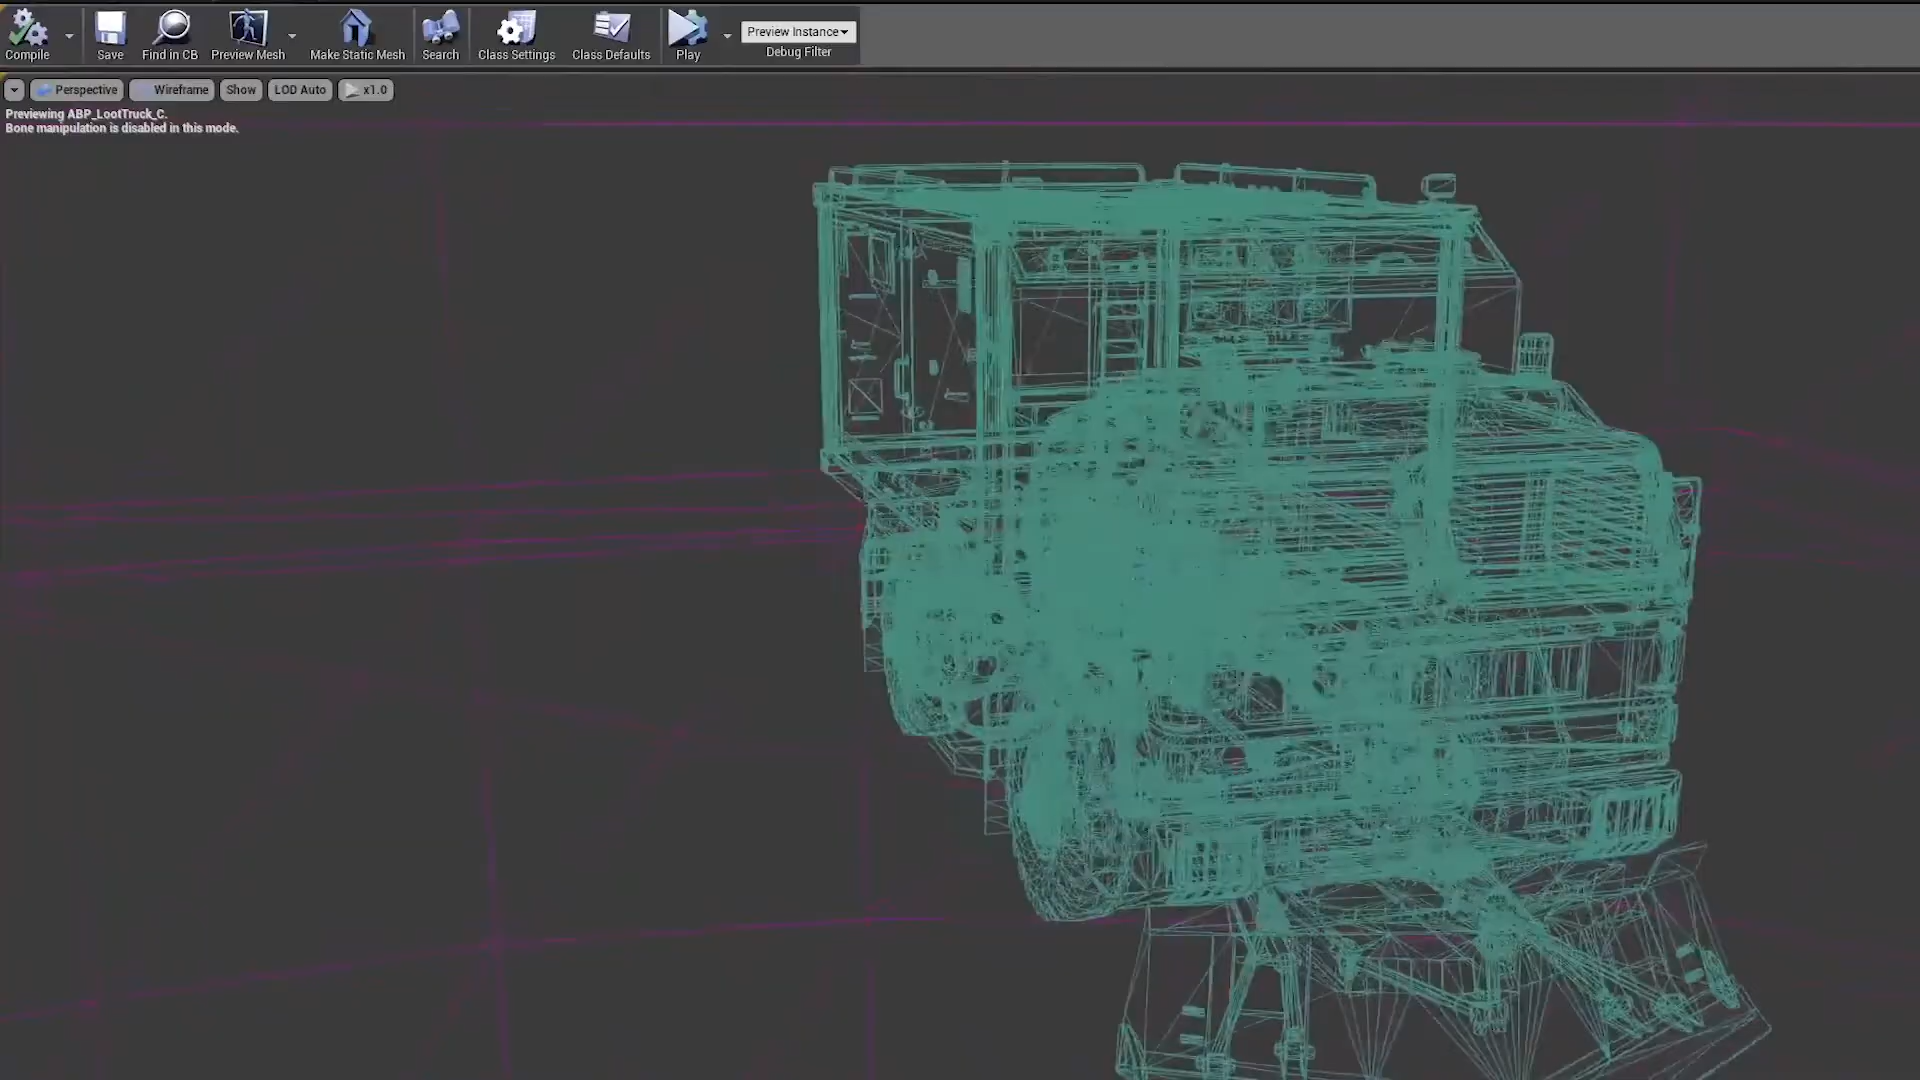 Compile
Save
Find in CB
Preview Mesh
Make Static Mesh
Search
Class Settings
Class Defaults
Play
Preview Instance
Debug Filter
Perspective
Wireframe
Show
LOD Auto
x1.0
Previewing ABP_LootTruck_C.
Bone manipulation is disabled in this mode.